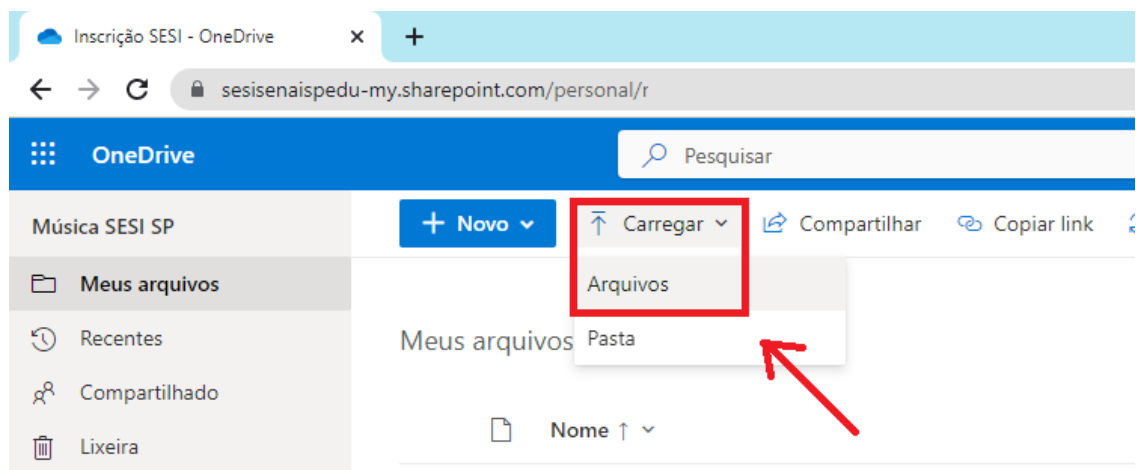 Inscrição SESI - OneDrive
sesisenaispedu-my.sharepoint.com/personal/r
OneDrive
Pesquisar
Música SESI SP
Novo
Carregar
Compartilhar
Copiar link
Meus arquivos
Arquivos
Recentes
Meus arquivos
Pasta
Compartilhado
Nome
Lixeira